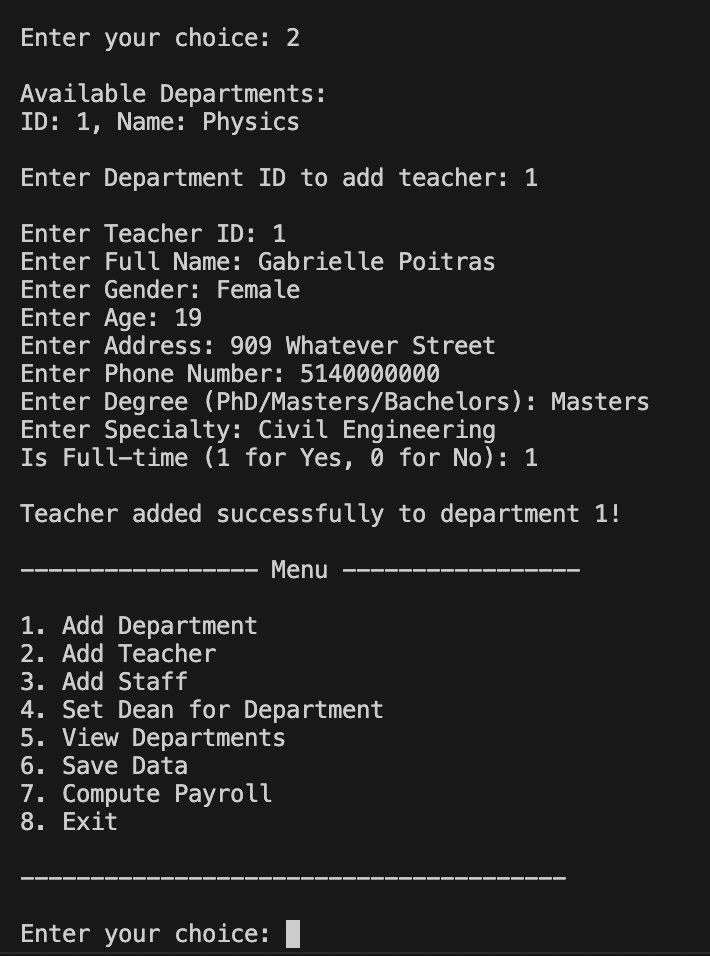 Enter your choice: 2
Available Departments:
ID: 1, Name: Physics
Enter Department ID to add teacher: 1
Enter Teacher ID: 1
Enter Full Name: Gabrielle Poitras
Enter Gender: Female
Enter Age: 19
Enter Address: 909 Whatever Street
Enter Phone Number: 5140000000
Enter Degree (PhD/Masters/Bachelors): Masters
Enter Specialty: Civil Engineering
Is Full-time (1 for Yes, 0 for No): 1
Teacher added successfully to department 1!
----------------- Menu -----------------
1. Add Department
2. Add Teacher
3. Add Staff
4. Set Dean for Department
5. View Departments
6. Save Data
7. Compute Payroll
8. Exit
---------------------------------------
Enter your choice: